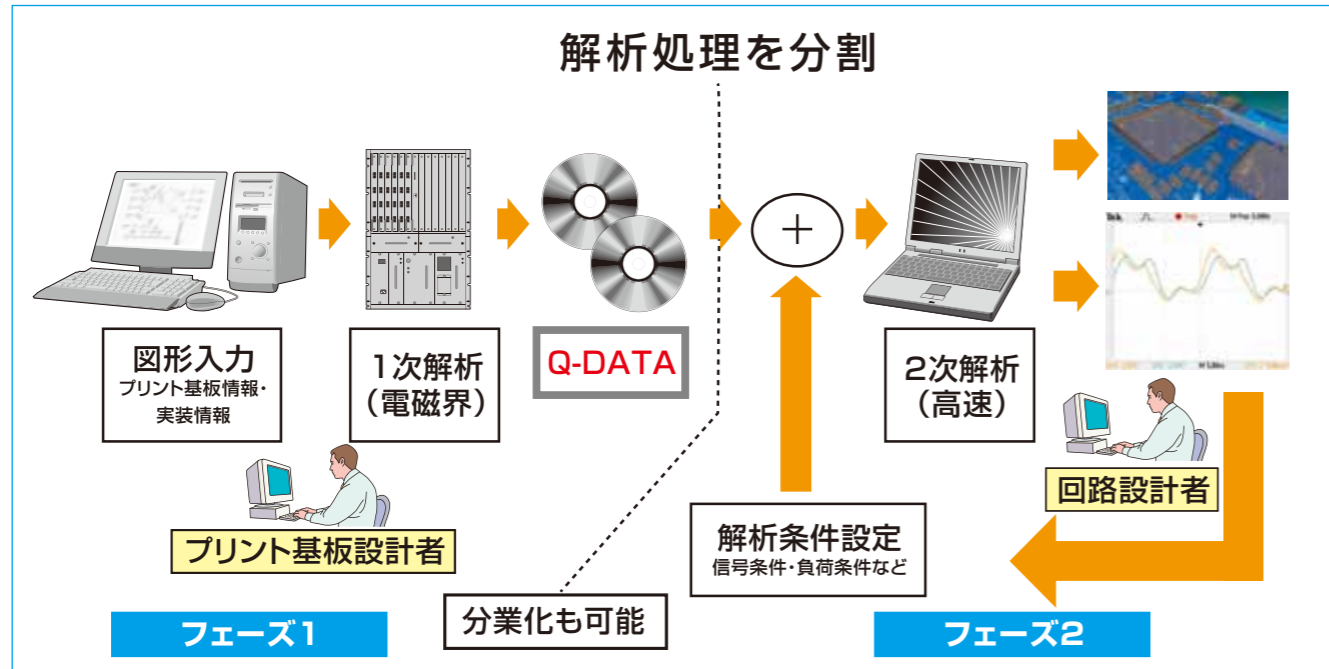 解析処理を分割
図形入力
プリント基板情報・
実装情報
1次解析
(電磁界)
Q-DATA
+
2次解析
(高速)
プリント基板設計者
回路設計者
解析条件設定
信号条件・負荷条件など
分業化も可能
フェーズ1
フェーズ2